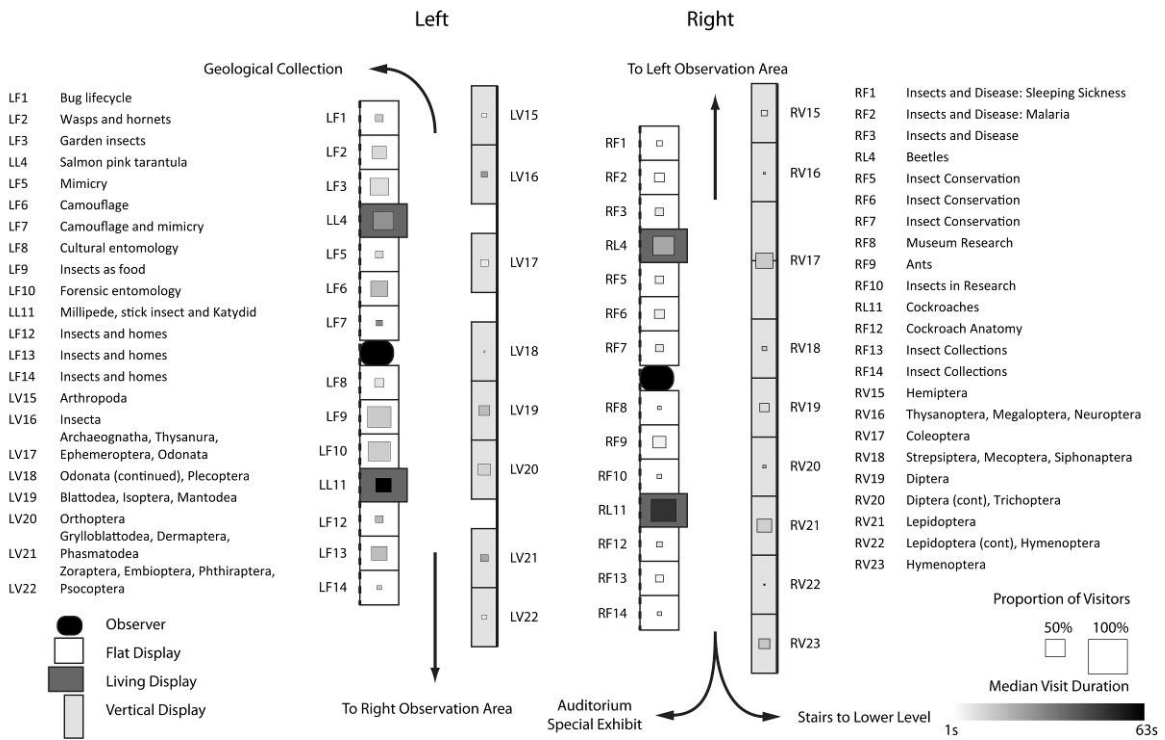 Left
Right
Geological Collection
To Left Observation Area
LF1 Bug lifecycle
LF2 Wasps and hornets
LF3 Garden insects
LL4 Salmon pink tarantula
LF5 Mimicry
LF6 Camouflage
LF7 Camouflage and mimicry
LF8 Cultural entomology
LF9 Insects as food
LF10 Forensic entomology
LL11 Millipede, stick insect and Katydid
LF12 Insects and homes
LF13 Insects and homes
LF14 Insects and homes
LV15 Arthropoda
LV16 Insecta
Archaeognatha, Thysanura,
LV17 Ephemeroptera, Odonata
LV18 Odonata (continued), Plecoptera
LV19 Blattodea, Isoptera, Mantodea
LV20 Orthoptera
Grylloblattodea, Dermaptera,
LV21 Phasmatodea
Zoraptera, Embioptera, Phthiraptera,
LV22 Psocoptera
Observer
Flat Display
Living Display
Vertical Display
LF1
LF2
LF3
LL4
LF5
LF6
LF7
LF8
LF9
LF10
LL11
LF12
LF13
LF14
LV15
LV16
LV17
LV18
LV19
LV20
LV21
LV22
To Right Observation Area
RF1
RF2
RF3
RL4
RF5
RF6
RF7
RF8
RF9
RF10
RL11
RF12
RF13
RF14
RV15
RV16
RV17
RV18
RV19
RV20
RV21
RV22
RV23
Auditorium
Special Exhibit
Stairs to Lower Level
RF1 Insects and Disease: Sleeping Sickness
RF2 Insects and Disease: Malaria
RF3 Insects and Disease
RL4 Beetles
RF5 Insect Conservation
RF6 Insect Conservation
RF7 Insect Conservation
RF8 Museum Research
RF9 Ants
RF10 Insects in Research
RL11 Cockroaches
RF12 Cockroach Anatomy
RF13 Insect Collections
RF14 Insect Collections
RV15 Hemiptera
RV16 Thysanoptera, Megaloptera, Neuroptera
RV17 Coleoptera
RV18 Strepsiptera, Mecoptera, Siphonaptera
RV19 Diptera
RV20 Diptera (cont), Trichoptera
RV21 Lepidoptera
RV22 Lepidoptera (cont), Hymenoptera
RV23 Hymenoptera
Proportion of Visitors
50% 100%
Median Visit Duration
1s 63s